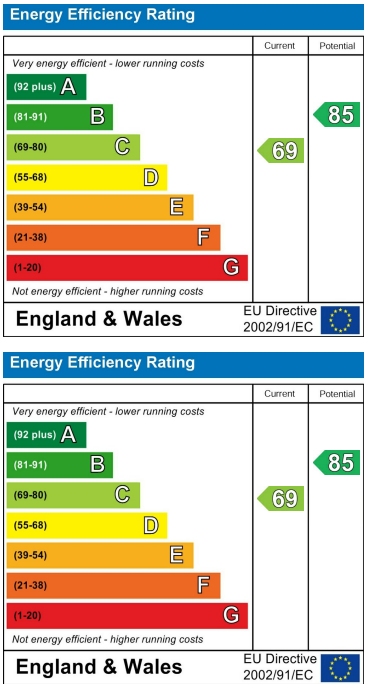 Energy Efficiency Rating
Current Potential
Very energy efficient - lower running costs
(92 plus) A
(81-91) B 85
(69-80) C 69
(55-68) D
(39-54) E
(21-38) F
(1-20) G
Not energy efficient - higher running costs
England & Wales EU Directive
2002/91/EC
Energy Efficiency Rating
Current Potential
Very energy efficient - lower running costs
(92 plus) A
(81-91) B 85
(69-80) C 69
(55-68) D
(39-54) E
(21-38) F
(1-20) G
Not energy efficient - higher running costs
England & Wales EU Directive
2002/91/EC